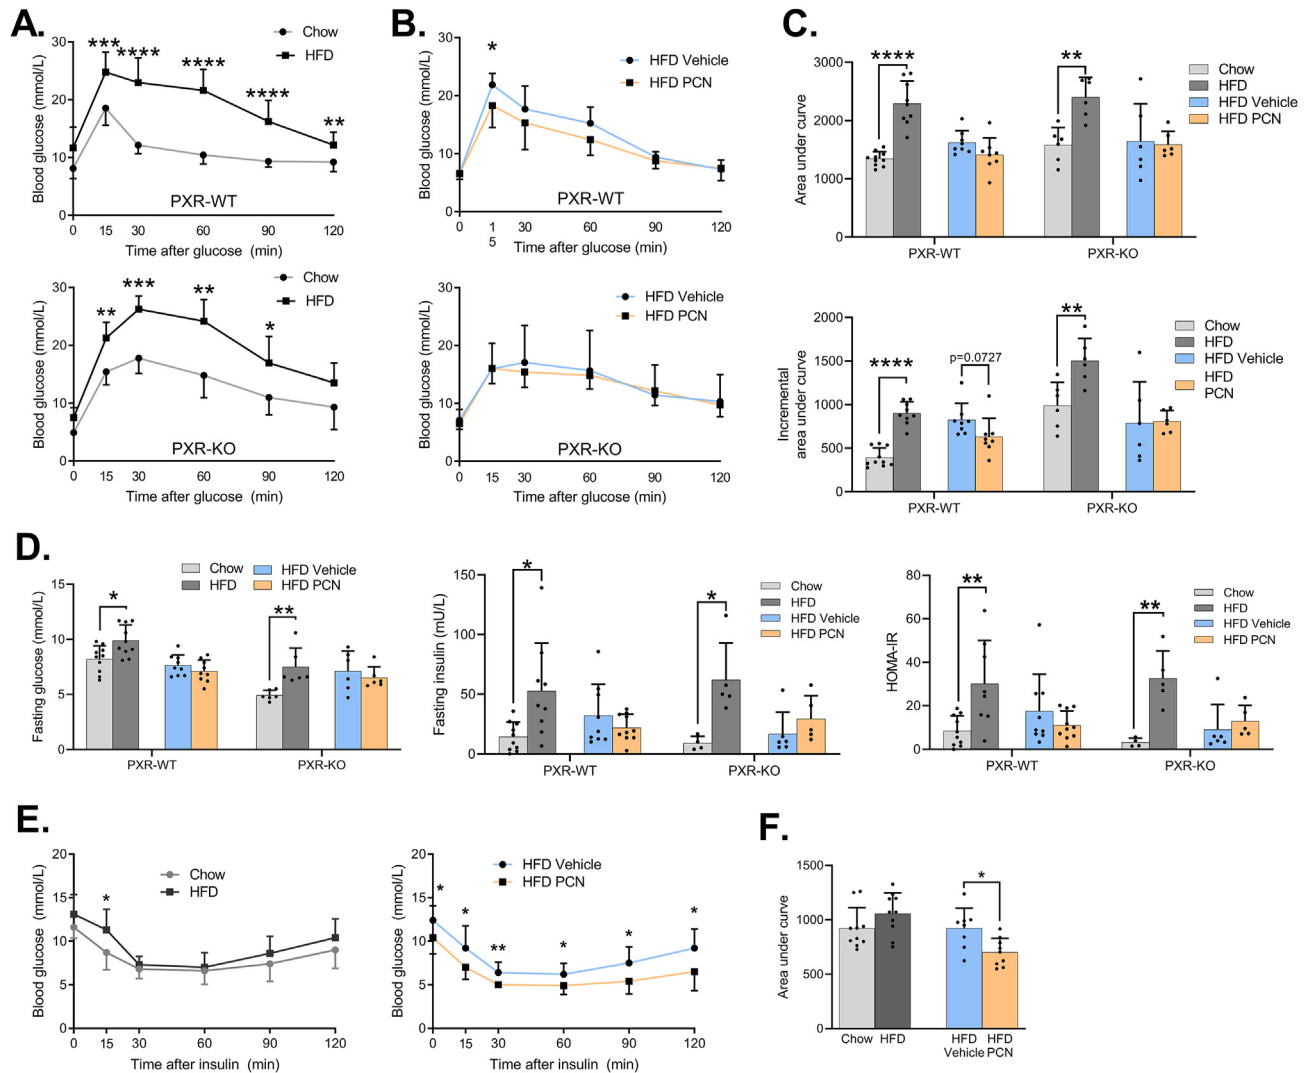 A.
Chow
HFD
Blood glucose (mmol/L)
30
20
10
0
***
****
****
****
**
PXR-WT
0 15 30 60 90 120
Time after glucose (min)
Chow
HFD
Blood glucose (mmol/L)
30
20
10
0
**
***
**
*
PXR-KO
0 15 30 60 90 120
Time after glucose (min)
B.
HFD Vehicle
HFD PCN
Blood glucose (mmol/L)
30
20
10
0
*
PXR-WT
0 1 30 60 90 120
5
Time after glucose (min)
HFD Vehicle
HFD PCN
Blood glucose (mmol/L)
30
20
10
0
PXR-KO
0 15 30 60 90 120
Time after glucose (min)
C.
Area under curve
3000
2000
1000
0
****
**
PXR-WT PXR-KO
Chow
HFD
HFD Vehicle
HFD PCN
Incremental
area under curve
2000
1500
1000
500
0
****
p=0.0727
**
PXR-WT PXR-KO
Chow
HFD
HFD Vehicle
HFD
PCN
D.
Chow
HFD
HFD Vehicle
HFD PCN
Fasting glucose (mmol/L)
15
10
5
0
*
**
PXR-WT PXR-KO
Fasting insulin (mU/L)
150
100
50
0
*
*
PXR-WT PXR-KO
Chow
HFD
HFD Vehicle
HFD PCN
HOMA-IR
80
60
40
20
0
**
**
PXR-WT PXR-KO
Chow
HFD
HFD Vehicle
HFD PCN
E.
Blood glucose (mmol/L)
20
15
10
5
0
*
Chow
HFD
0 15 30 60 90 120
Time after insulin (min)
Blood glucose (mmol/L)
20
15
10
5
0
HFD Vehicle
HFD PCN
*
*
**
*
*
*
0 15 30 60 90 120
Time after insulin (min)
F.
Area under curve
1500
1000
500
0
*
Chow HFD HFD HFD
Vehicle PCN